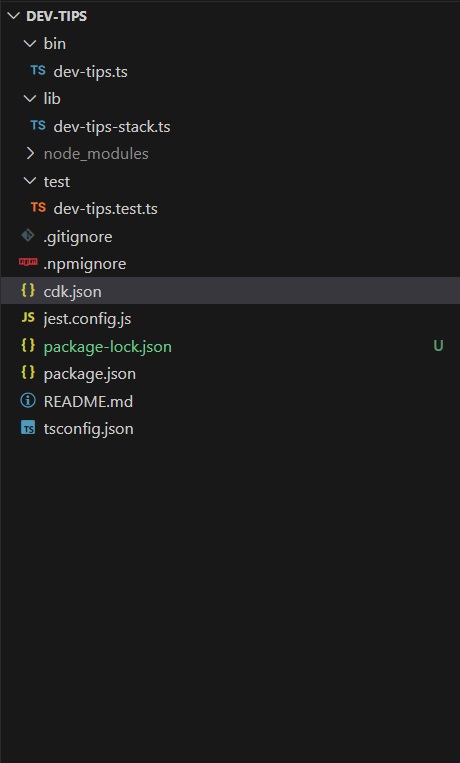 DEV-TIPS
bin
TS dev-tips.ts
lib
TS dev-tips-stack.ts
node_modules
test
TS dev-tips.test.ts
.gitignore
npm .npmignore
{ } cdk.json
JS jest.config.js
{ } package-lock.json U
{ } package.json
README.md
TS tsconfig.json